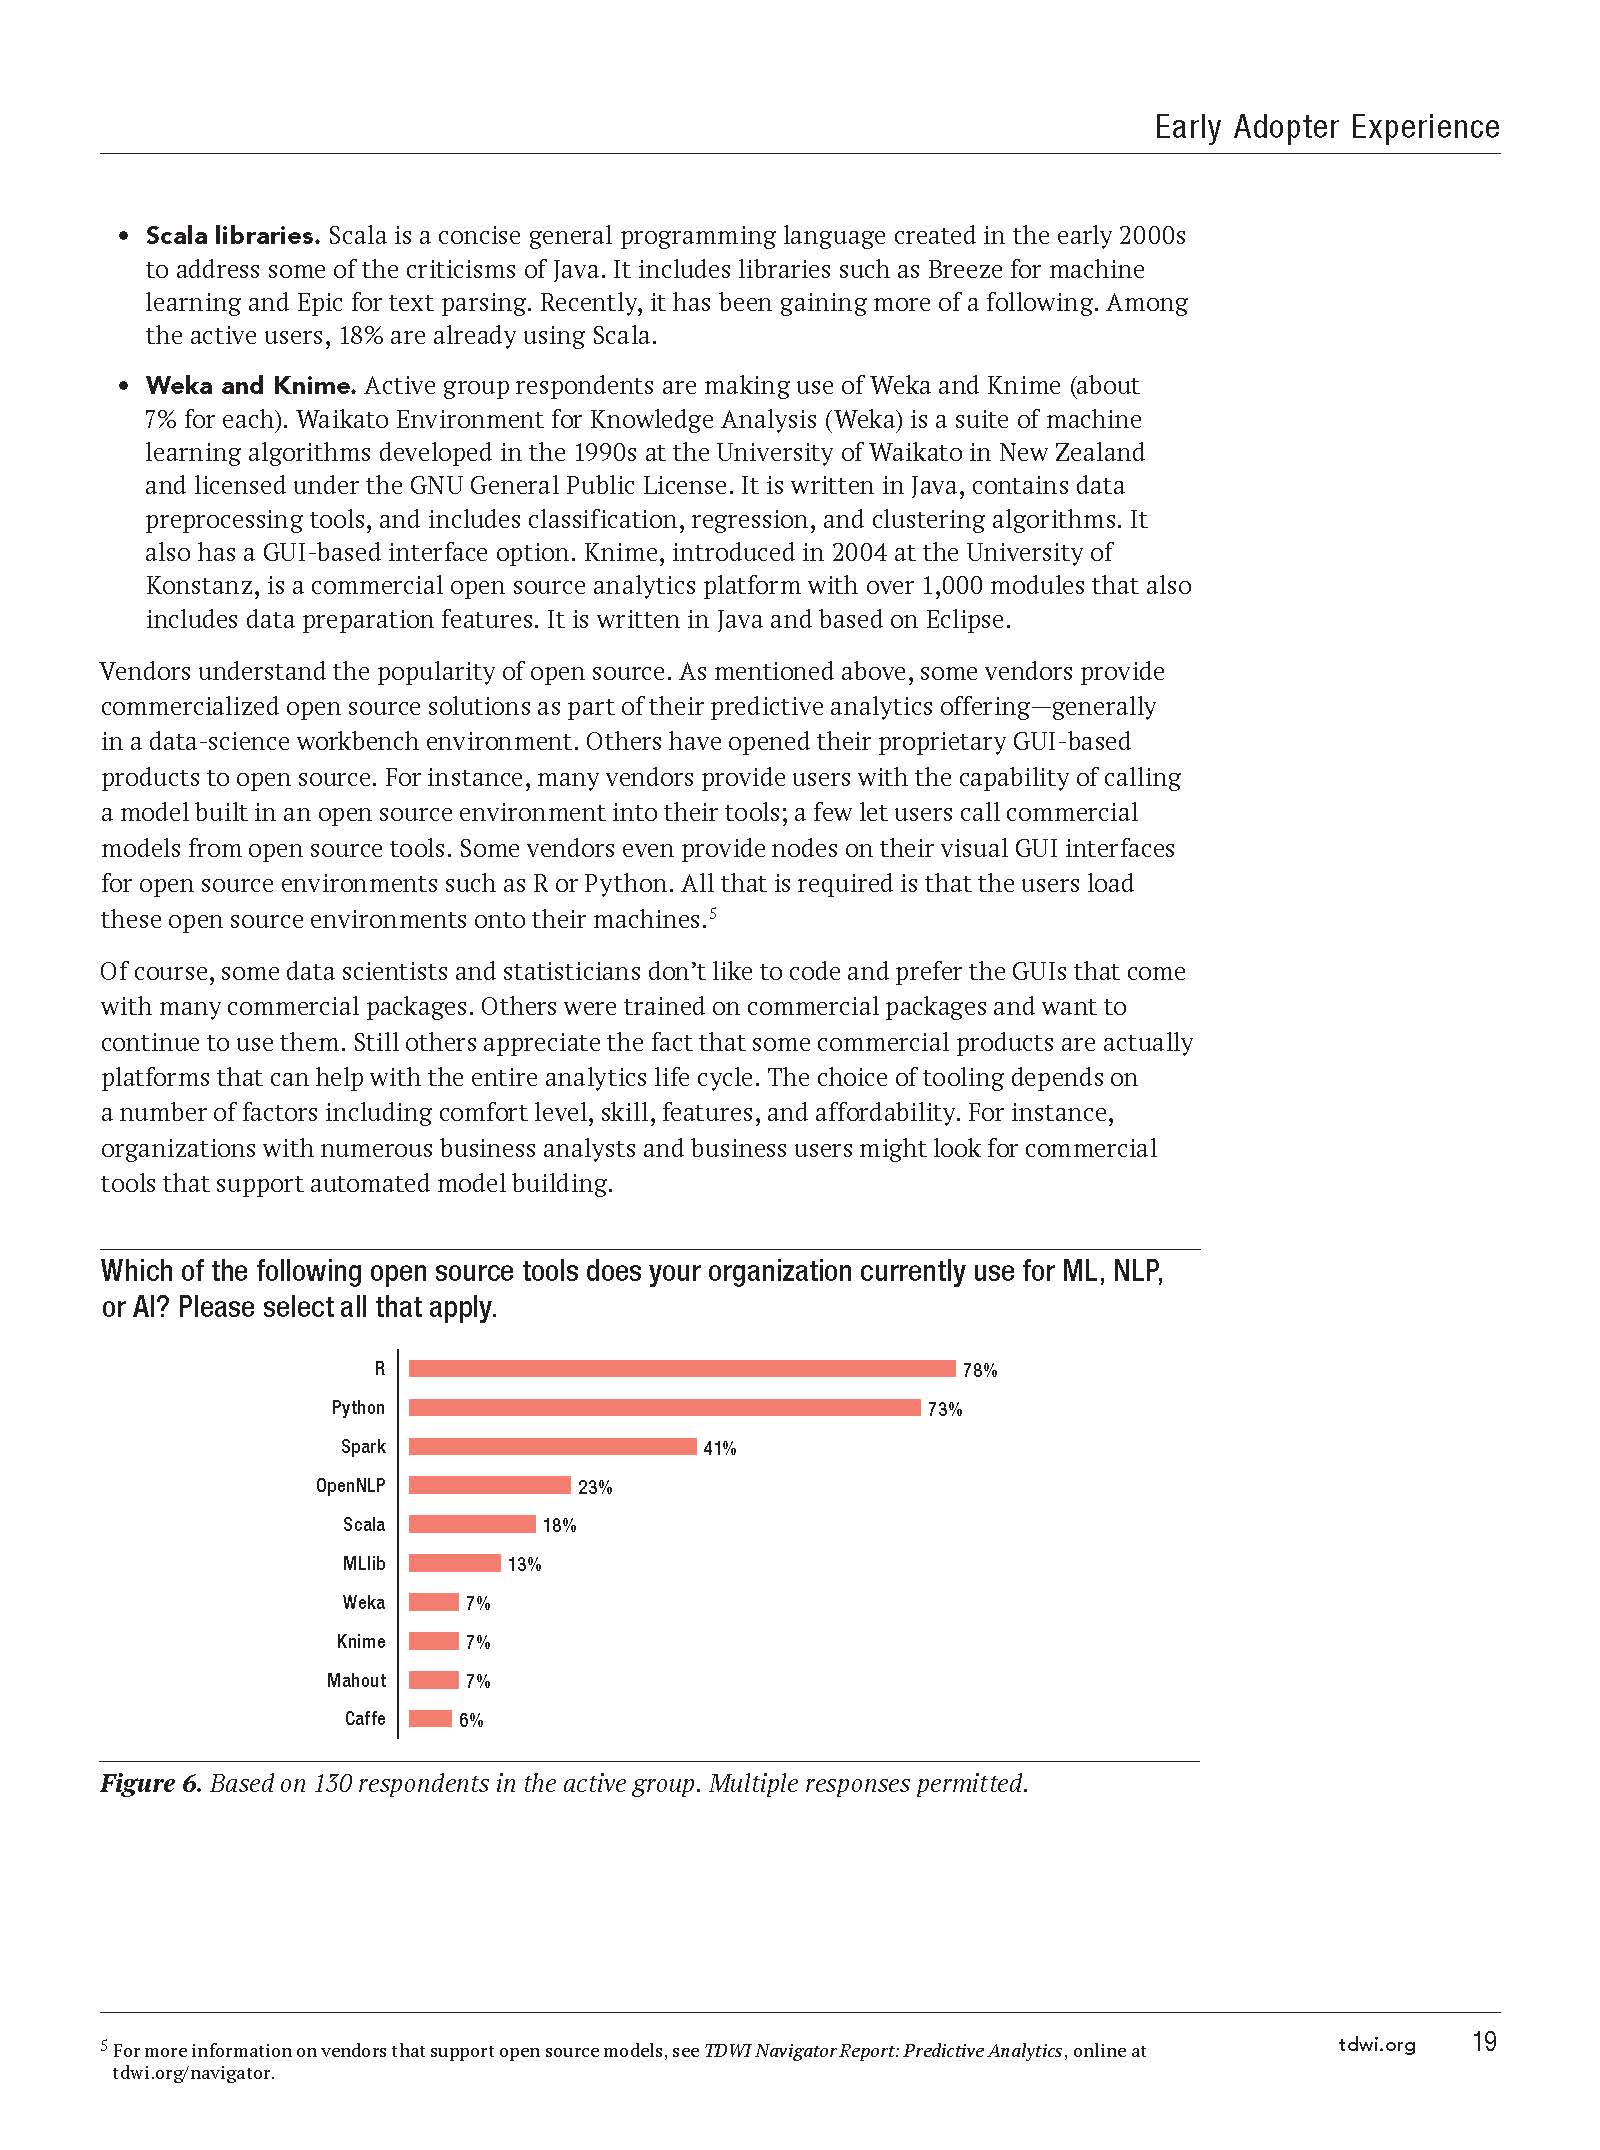 Early Adopter Experience
• Scala libraries. Scala is a concise general programming language created in the early 2000s
to address some of the criticisms of Java. It includes libraries such as Breeze for machine
learning and Epic for text parsing. Recently, it has been gaining more of a following. Among
the active users, 18% are already using Scala.
• Weka and Knime. Active group respondents are making use of Weka and Knime (about
7% for each). Waikato Environment for Knowledge Analysis (Weka) is a suite of machine
learning algorithms developed in the 1990s at the University of Waikato in New Zealand
and licensed under the GNU General Public License. It is written in Java, contains data
preprocessing tools, and includes classification, regression, and clustering algorithms. It
also has a GUI-based interface option. Knime, introduced in 2004 at the University of
Konstanz, is a commercial open source analytics platform with over 1,000 modules that also
includes data preparation features. It is written in Java and based on Eclipse.
Vendors understand the popularity of open source. As mentioned above, some vendors provide
commercialized open source solutions as part of their predictive analytics offering—generally
in a data-science workbench environment. Others have opened their proprietary GUI-based
products to open source. For instance, many vendors provide users with the capability of calling
a model built in an open source environment into their tools; a few let users call commercial
models from open source tools. Some vendors even provide nodes on their visual GUI interfaces
for open source environments such as R or Python. All that is required is that the users load
these open source environments onto their machines.5
Of course, some data scientists and statisticians don’t like to code and prefer the GUIs that come
with many commercial packages. Others were trained on commercial packages and want to
continue to use them. Still others appreciate the fact that some commercial products are actually
platforms that can help with the entire analytics life cycle. The choice of tooling depends on
a number of factors including comfort level, skill, features, and affordability. For instance,
organizations with numerous business analysts and business users might look for commercial
tools that support automated model building.
Which of the following open source tools does your organization currently use for ML, NLP,
or AI? Please select all that apply.
R 78%
Python 73%
Spark 41%
OpenNLP 23%
Scala 18%
MLlib 13%
Weka 7%
Knime 7%
Mahout 7%
Caffe 6%
Figure 6. Based on 130 respondents in the active group. Multiple responses permitted.
5 For more information on vendors that support open source models, see TDWI Navigator Report: Predictive Analytics, online at
tdwi.org/navigator.
tdwi.org 19